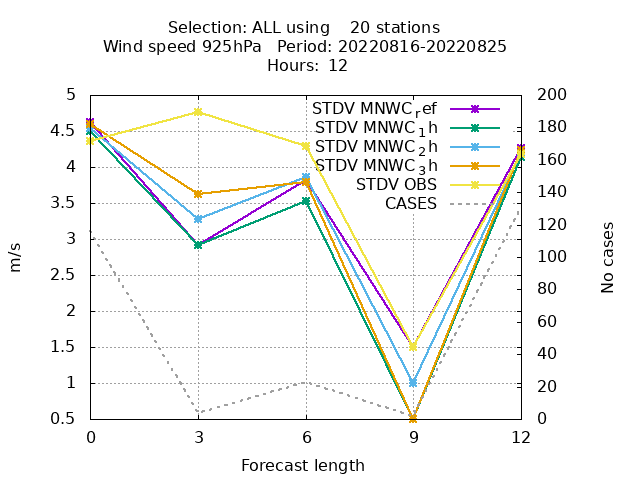 Selection: ALL using 20 stations
Wind speed 925hPa Period: 20220816-20220825
Hours: 12
STDV MNWC_ref
STDV MNWC_1h
STDV MNWC_2h
STDV MNWC_3h
STDV OBS
CASES
5
4.5
4
3.5
3
2.5
2
1.5
1
0.5
m/s
200
180
160
140
120
100
80
60
40
20
0
No cases
0 3 6 9 12
Forecast length